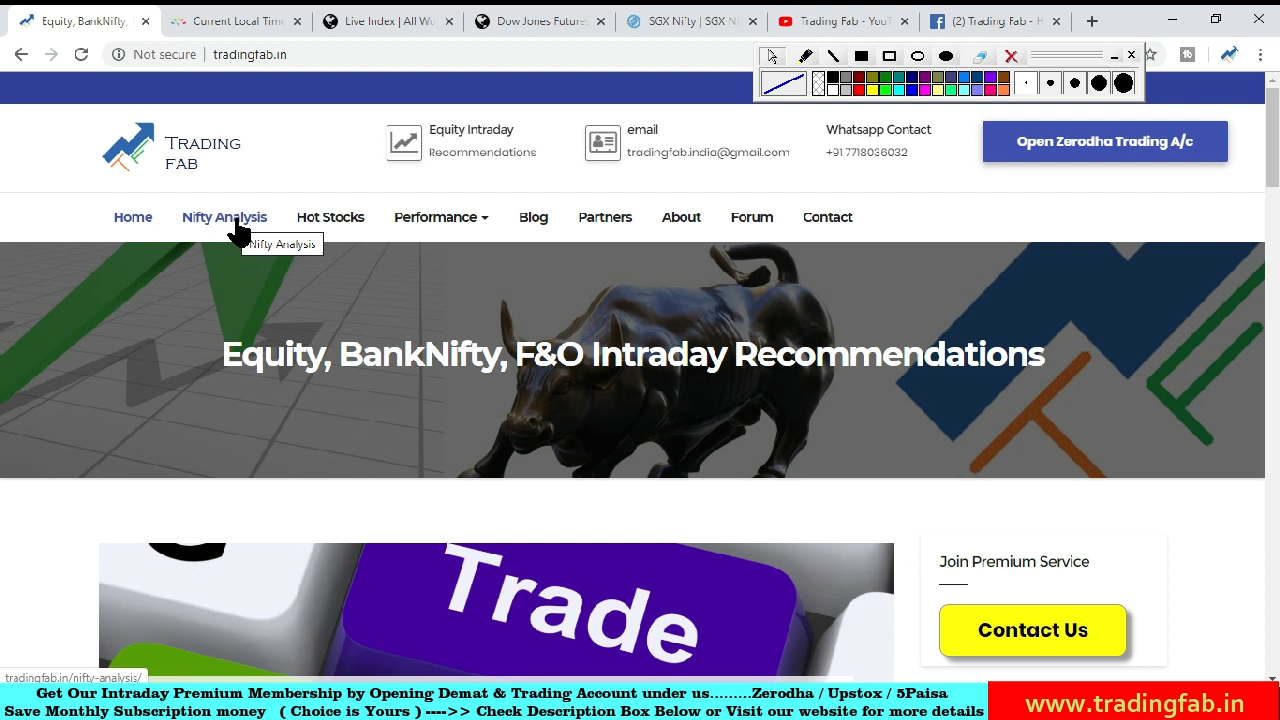 Equity, BankNifty,
Current Local Time
Live Index | All Wo
Dow Jones Futures
SGX Nifty | SGX N
Trading Fab - YouT
(2) Trading Fab - H
Not secure | tradingfab.in
TRADING FAB
Equity Intraday
Recommendations
email
tradingfab.india@gmail.com
Whatsapp Contact
+91 7718036032
Open Zerodha Trading A/c
Home Nifty Analysis Hot Stocks Performance Blog Partners About Forum Contact
Nifty Analysis
Equity, BankNifty, F&O Intraday Recommendations
Trade
Join Premium Service
Contact Us
tradingfab.in/nifty-analysis/
Get Our Intraday Premium Membership by Opening Demat & Trading Account under us.........Zerodha / Upstox / 5Paisa
Save Monthly Subscription money ( Choice is Yours ) ---->> Check Description Box Below or Visit our website for more details
www.tradingfab.in